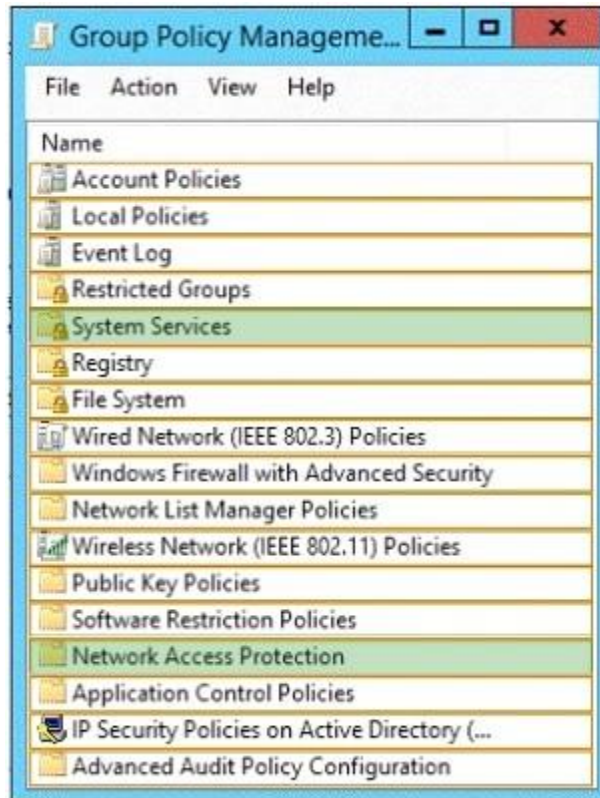 Group Policy Manageme...
File Action View Help
Name
Account Policies
Local Policies
Event Log
Restricted Groups
System Services
Registry
File System
Wired Network (IEEE 802.3) Policies
Windows Firewall with Advanced Security
Network List Manager Policies
Wireless Network (IEEE 802.11) Policies
Public Key Policies
Software Restriction Policies
Network Access Protection
Application Control Policies
IP Security Policies on Active Directory (...
Advanced Audit Policy Configuration